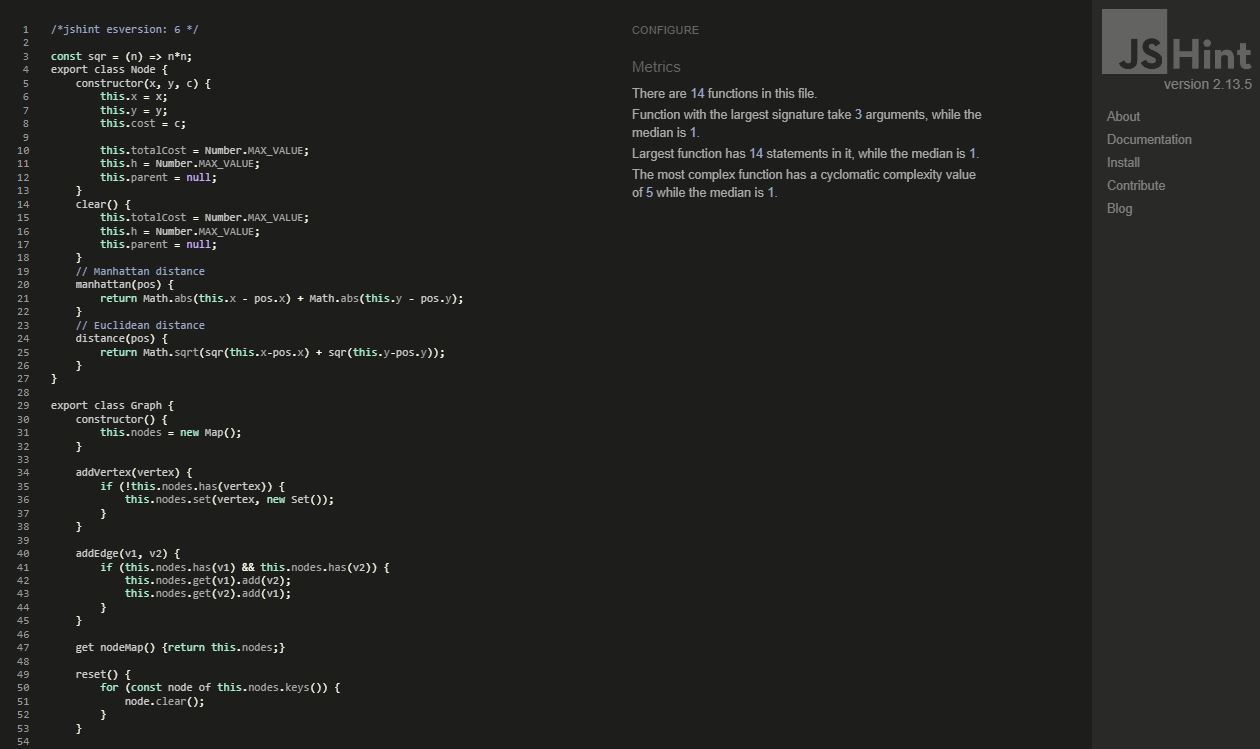 1 /*jshint esversion: 6 */
2
3 const sqr = (n) => n*n;
4 export class Node {
5 constructor(x, y, c) {
6 this.x = x;
7 this.y = y;
8 this.cost = c;
9
10 this.totalCost = Number.MAX_VALUE;
11 this.h = Number.MAX_VALUE;
12 this.parent = null;
13 }
14 clear() {
15 this.totalCost = Number.MAX_VALUE;
16 this.h = Number.MAX_VALUE;
17 this.parent = null;
18 }
19 // Manhattan distance
20 manhattan(pos) {
21 return Math.abs(this.x - pos.x) + Math.abs(this.y - pos.y);
22 }
23 // Euclidean distance
24 distance(pos) {
25 return Math.sqrt(sqr(this.x-pos.x) + sqr(this.y-pos.y));
26 }
27 }
28
29 export class Graph {
30 constructor() {
31 this.nodes = new Map();
32 }
33
34 addVertex(vertex) {
35 if (!this.nodes.has(vertex)) {
36 this.nodes.set(vertex, new Set());
37 }
38 }
39
40 addEdge(v1, v2) {
41 if (this.nodes.has(v1) && this.nodes.has(v2)) {
42 this.nodes.get(v1).add(v2);
43 this.nodes.get(v2).add(v1);
44 }
45 }
46
47 get nodeMap() {return this.nodes;}
48
49 reset() {
50 for (const node of this.nodes.keys()) {
51 node.clear();
52 }
53 }
54
CONFIGURE
Metrics
There are 14 functions in this file.
Function with the largest signature take 3 arguments, while the
median is 1.
Largest function has 14 statements in it, while the median is 1.
The most complex function has a cyclomatic complexity value
of 5 while the median is 1.
JSHint
version 2.13.5
About
Documentation
Install
Contribute
Blog